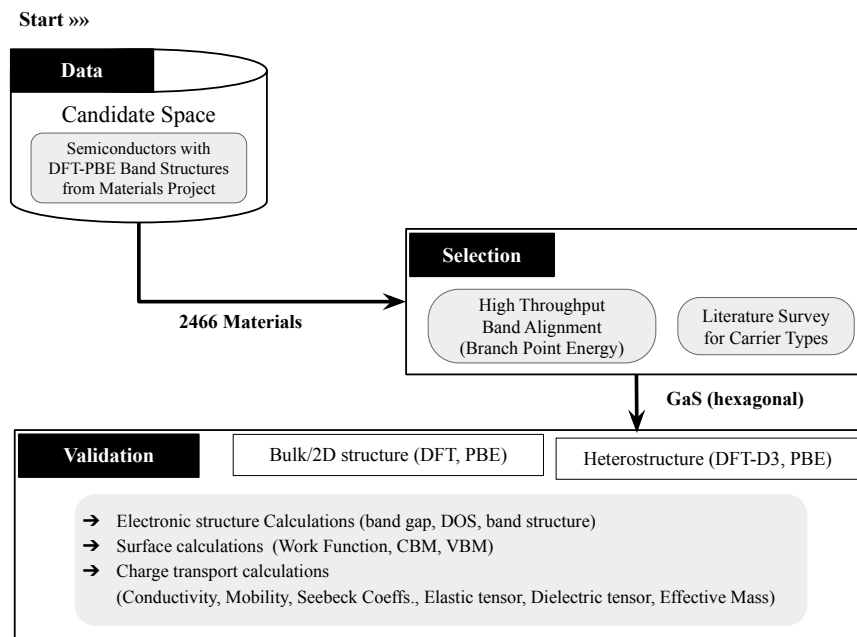 Start »»
Data
Candidate Space
Semiconductors with
DFT-PBE Band Structures
from Materials Project
2466 Materials
Selection
High Throughput
Band Alignment
(Branch Point Energy)
Literature Survey
for Carrier Types
GaS (hexagonal)
Validation
Bulk/2D structure (DFT, PBE)
Heterostructure (DFT-D3, PBE)
➔ Electronic structure Calculations (band gap, DOS, band structure)
➔ Surface calculations (Work Function, CBM, VBM)
➔ Charge transport calculations
(Conductivity, Mobility, Seebeck Coeffs., Elastic tensor, Dielectric tensor, Effective Mass)